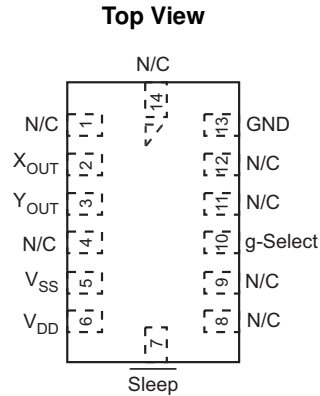 Top View
N/C
14
N/C 1 13 GND
X_OUT 2 12 N/C
Y_OUT 3 11 N/C
N/C 4 10 g-Select
V_SS 5 9 N/C
V_DD 6 8 N/C
7
Sleep